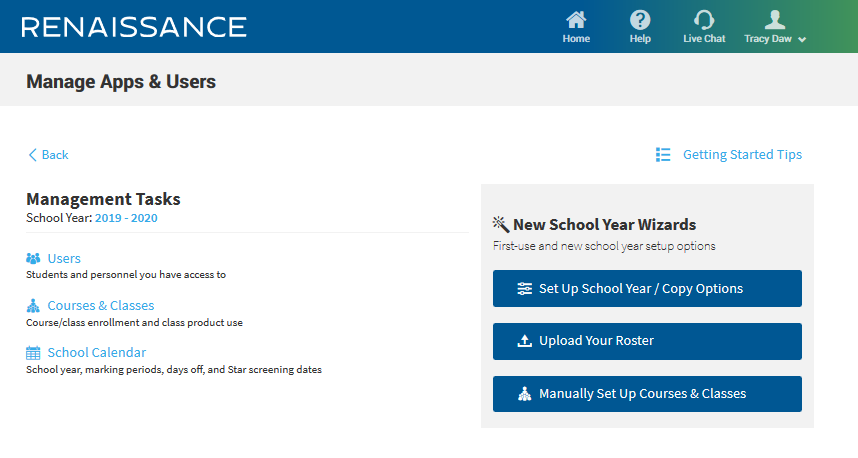 RENAISSANCE
Home
Help
Live Chat
Tracy Daw
Manage Apps & Users
Back
Getting Started Tips
Management Tasks
School Year: 2019 - 2020
Users
Students and personnel you have access to
Courses & Classes
Course/class enrollment and class product use
School Calendar
School year, marking periods, days off, and Star screening dates
New School Year Wizards
First-use and new school year setup options
Set Up School Year / Copy Options
Upload Your Roster
Manually Set Up Courses & Classes